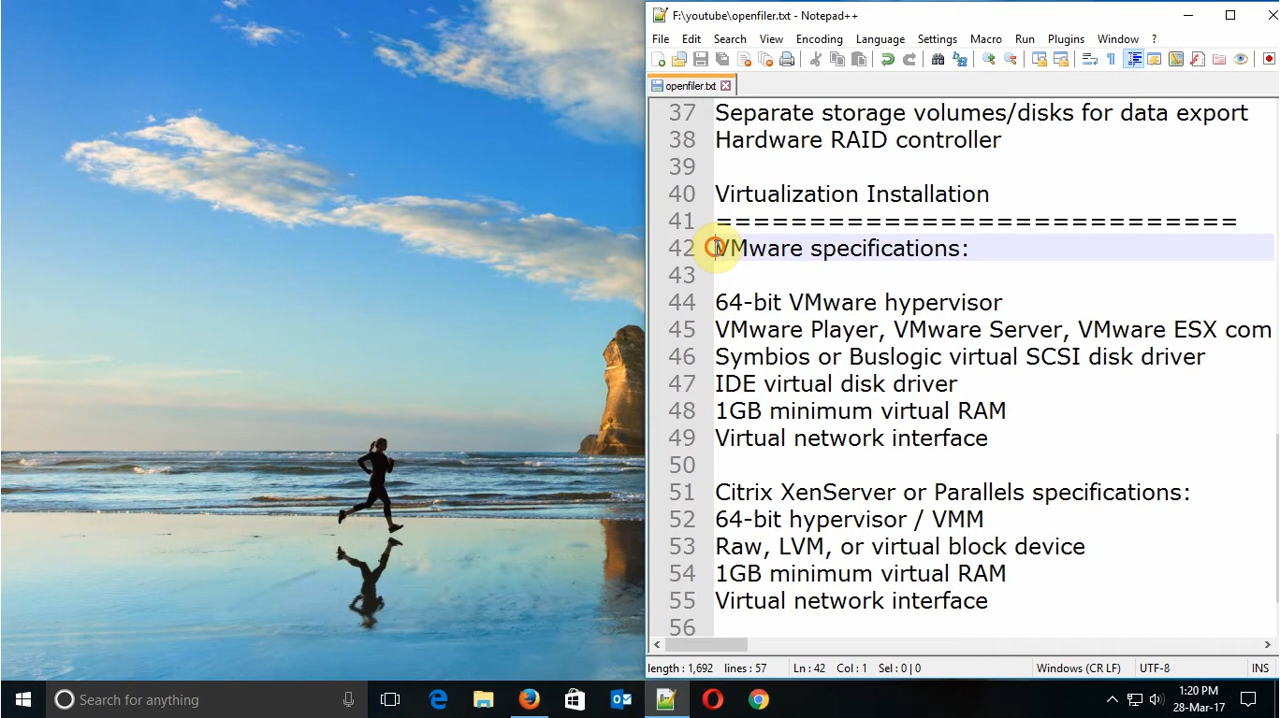 F:\youtube\openfiler.txt - Notepad++
File Edit Search View Encoding Language Settings Macro Run Plugins Window ?
openfiler.txt
37 Separate storage volumes/disks for data export
38 Hardware RAID controller
39
40 Virtualization Installation
41 ============================
42 VMware specifications:
43
44 64-bit VMware hypervisor
45 VMware Player, VMware Server, VMware ESX com
46 Symbios or Buslogic virtual SCSI disk driver
47 IDE virtual disk driver
48 1GB minimum virtual RAM
49 Virtual network interface
50
51 Citrix XenServer or Parallels specifications:
52 64-bit hypervisor / VMM
53 Raw, LVM, or virtual block device
54 1GB minimum virtual RAM
55 Virtual network interface
56
length : 1,692 lines : 57 Ln : 42 Col : 1 Sel : 0 | 0 Windows (CR LF) UTF-8 INS
Search for anything
1:20 PM
28-Mar-17